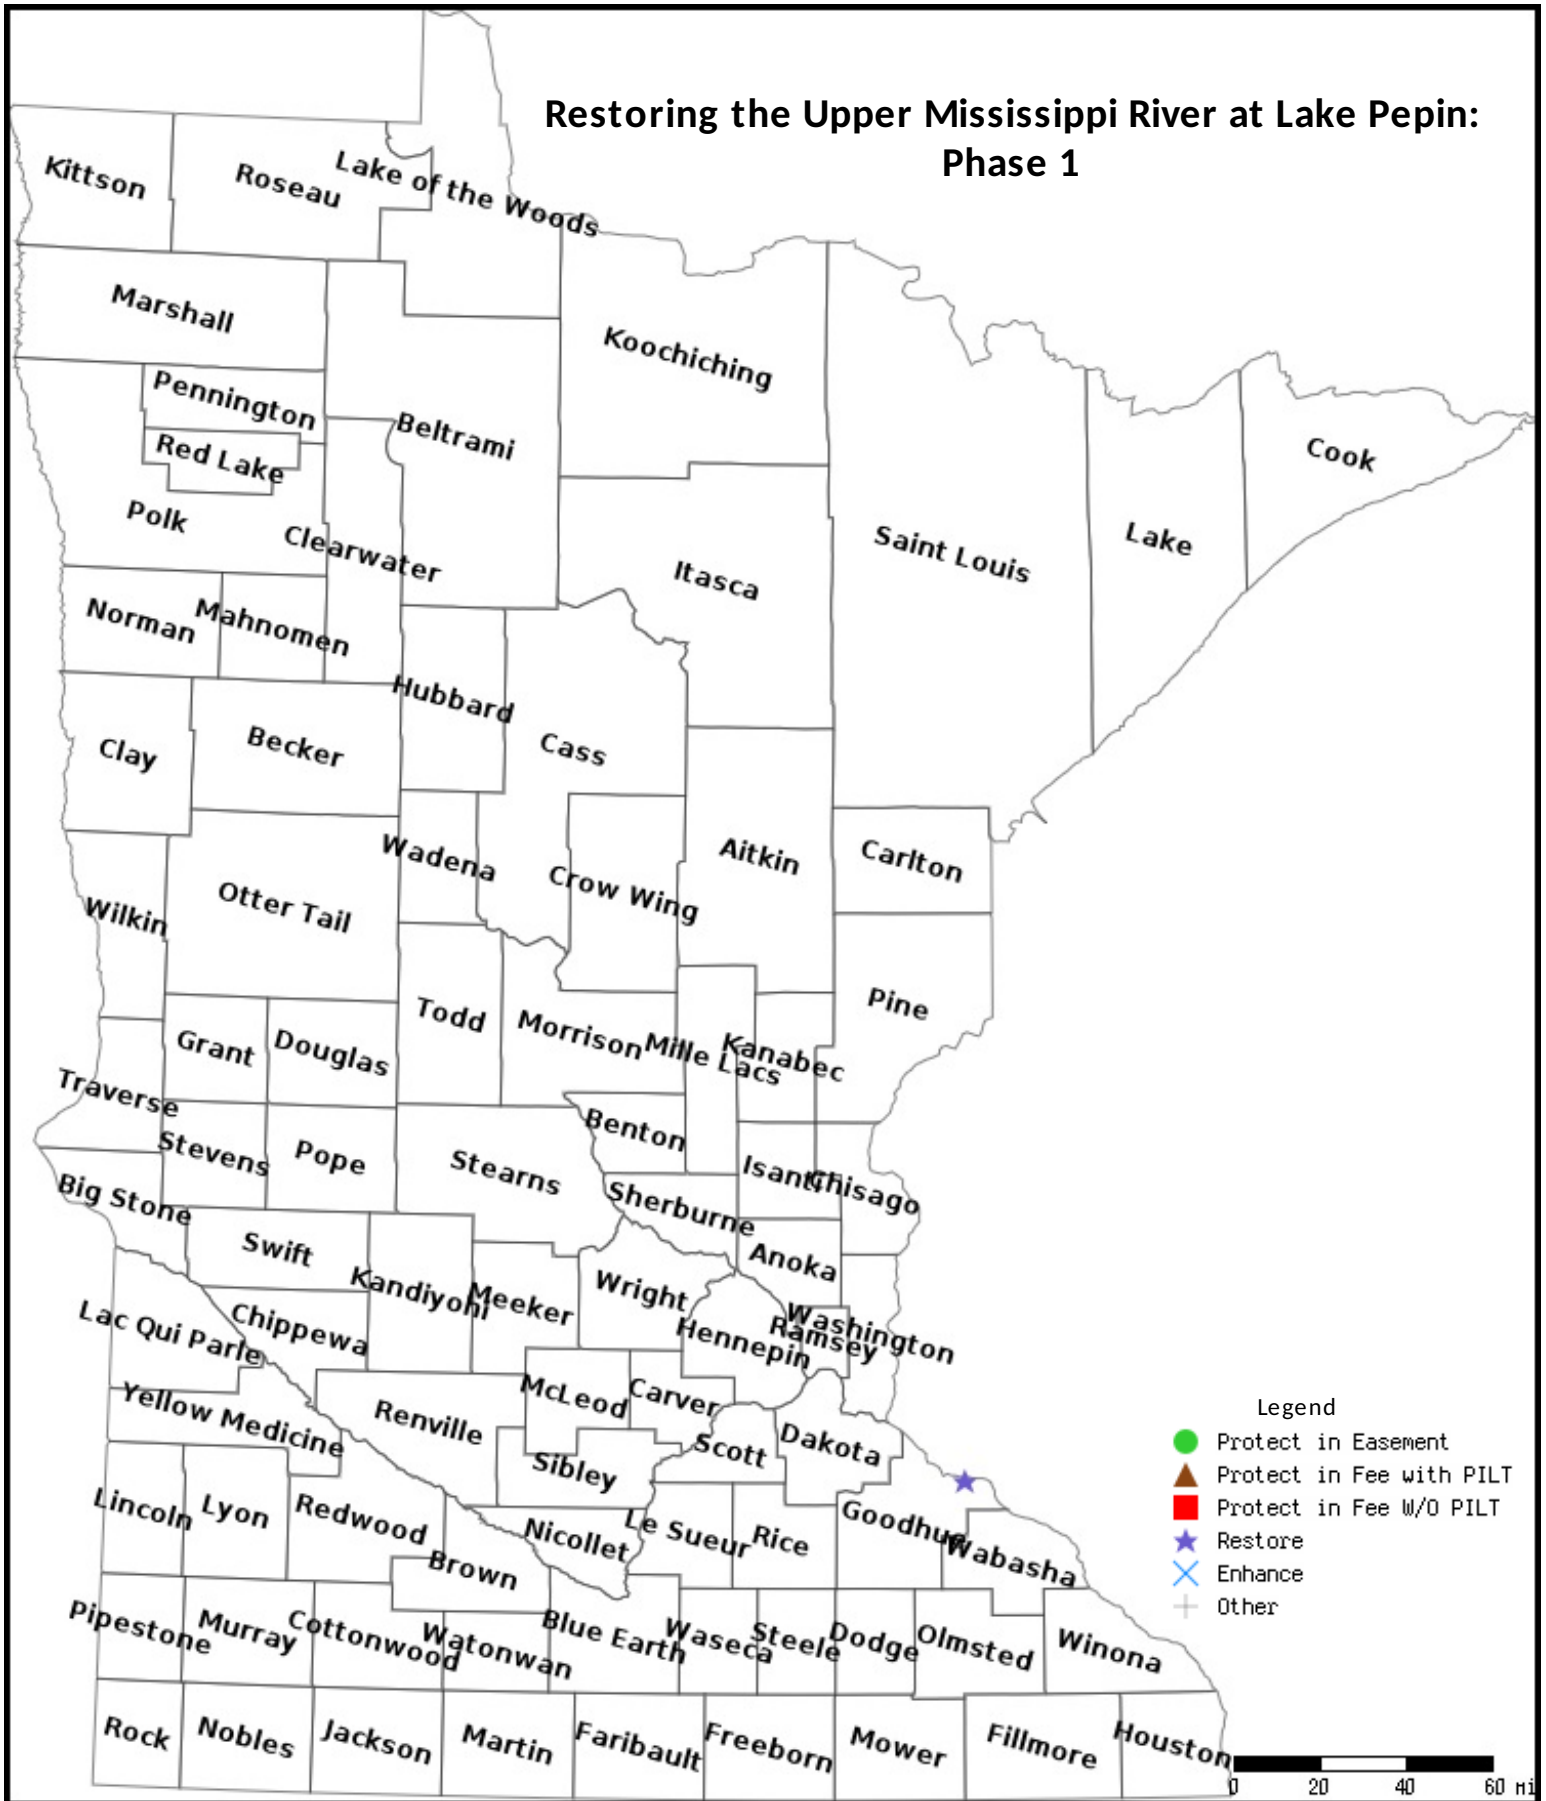 Restoring the Upper Mississippi River at Lake Pepin:
Phase 1
Kittson
Roseau
Lake of the Woods
Marshall
Koochiching
Pennington
Beltrami
Red Lake
Cook
Polk
Clearwater
Saint Louis
Lake
Itasca
Norman
Mahnomen
Hubbard
Clay
Becker
Cass
Wadena
Aitkin
Carlton
Crow Wing
Otter Tail
Wilkin
Pine
Todd
Morrison
Mille Lacs
Kanabec
Grant
Douglas
Traverse
Stevens
Pope
Stearns
Benton
Isanti
Chisago
Big Stone
Sherburne
Swift
Anoka
Kandiyohi
Meeker
Wright
Washington
Ramsey
Hennepin
Lac Qui Parle
Chippewa
McLeod
Carver
Yellow Medicine
Renville
Scott
Dakota
Sibley
Lincoln
Lyon
Redwood
Nicollet
Le Sueur
Rice
Goodhue
Wabasha
Brown
Pipestone
Murray
Cottonwood
Watonwan
Blue Earth
Waseca
Steele
Dodge
Olmsted
Winona
Rock
Nobles
Jackson
Martin
Faribault
Freeborn
Mower
Fillmore
Houston
Legend
Protect in Easement
Protect in Fee with PILT
Protect in Fee W/O PILT
Restore
Enhance
Other
0 20 40 60 mi